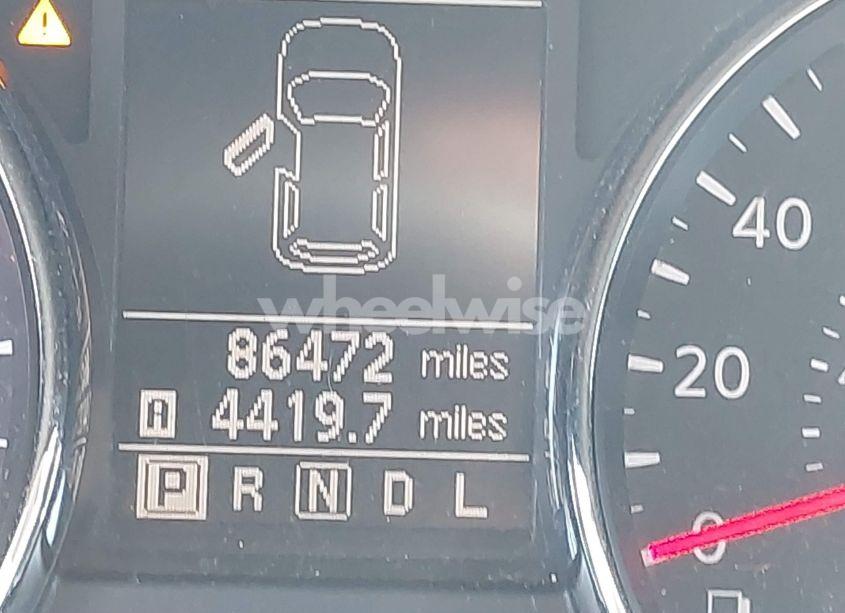 !
wheelwise
86472 miles
i 4419.7 miles
P R N D L
40
20
0